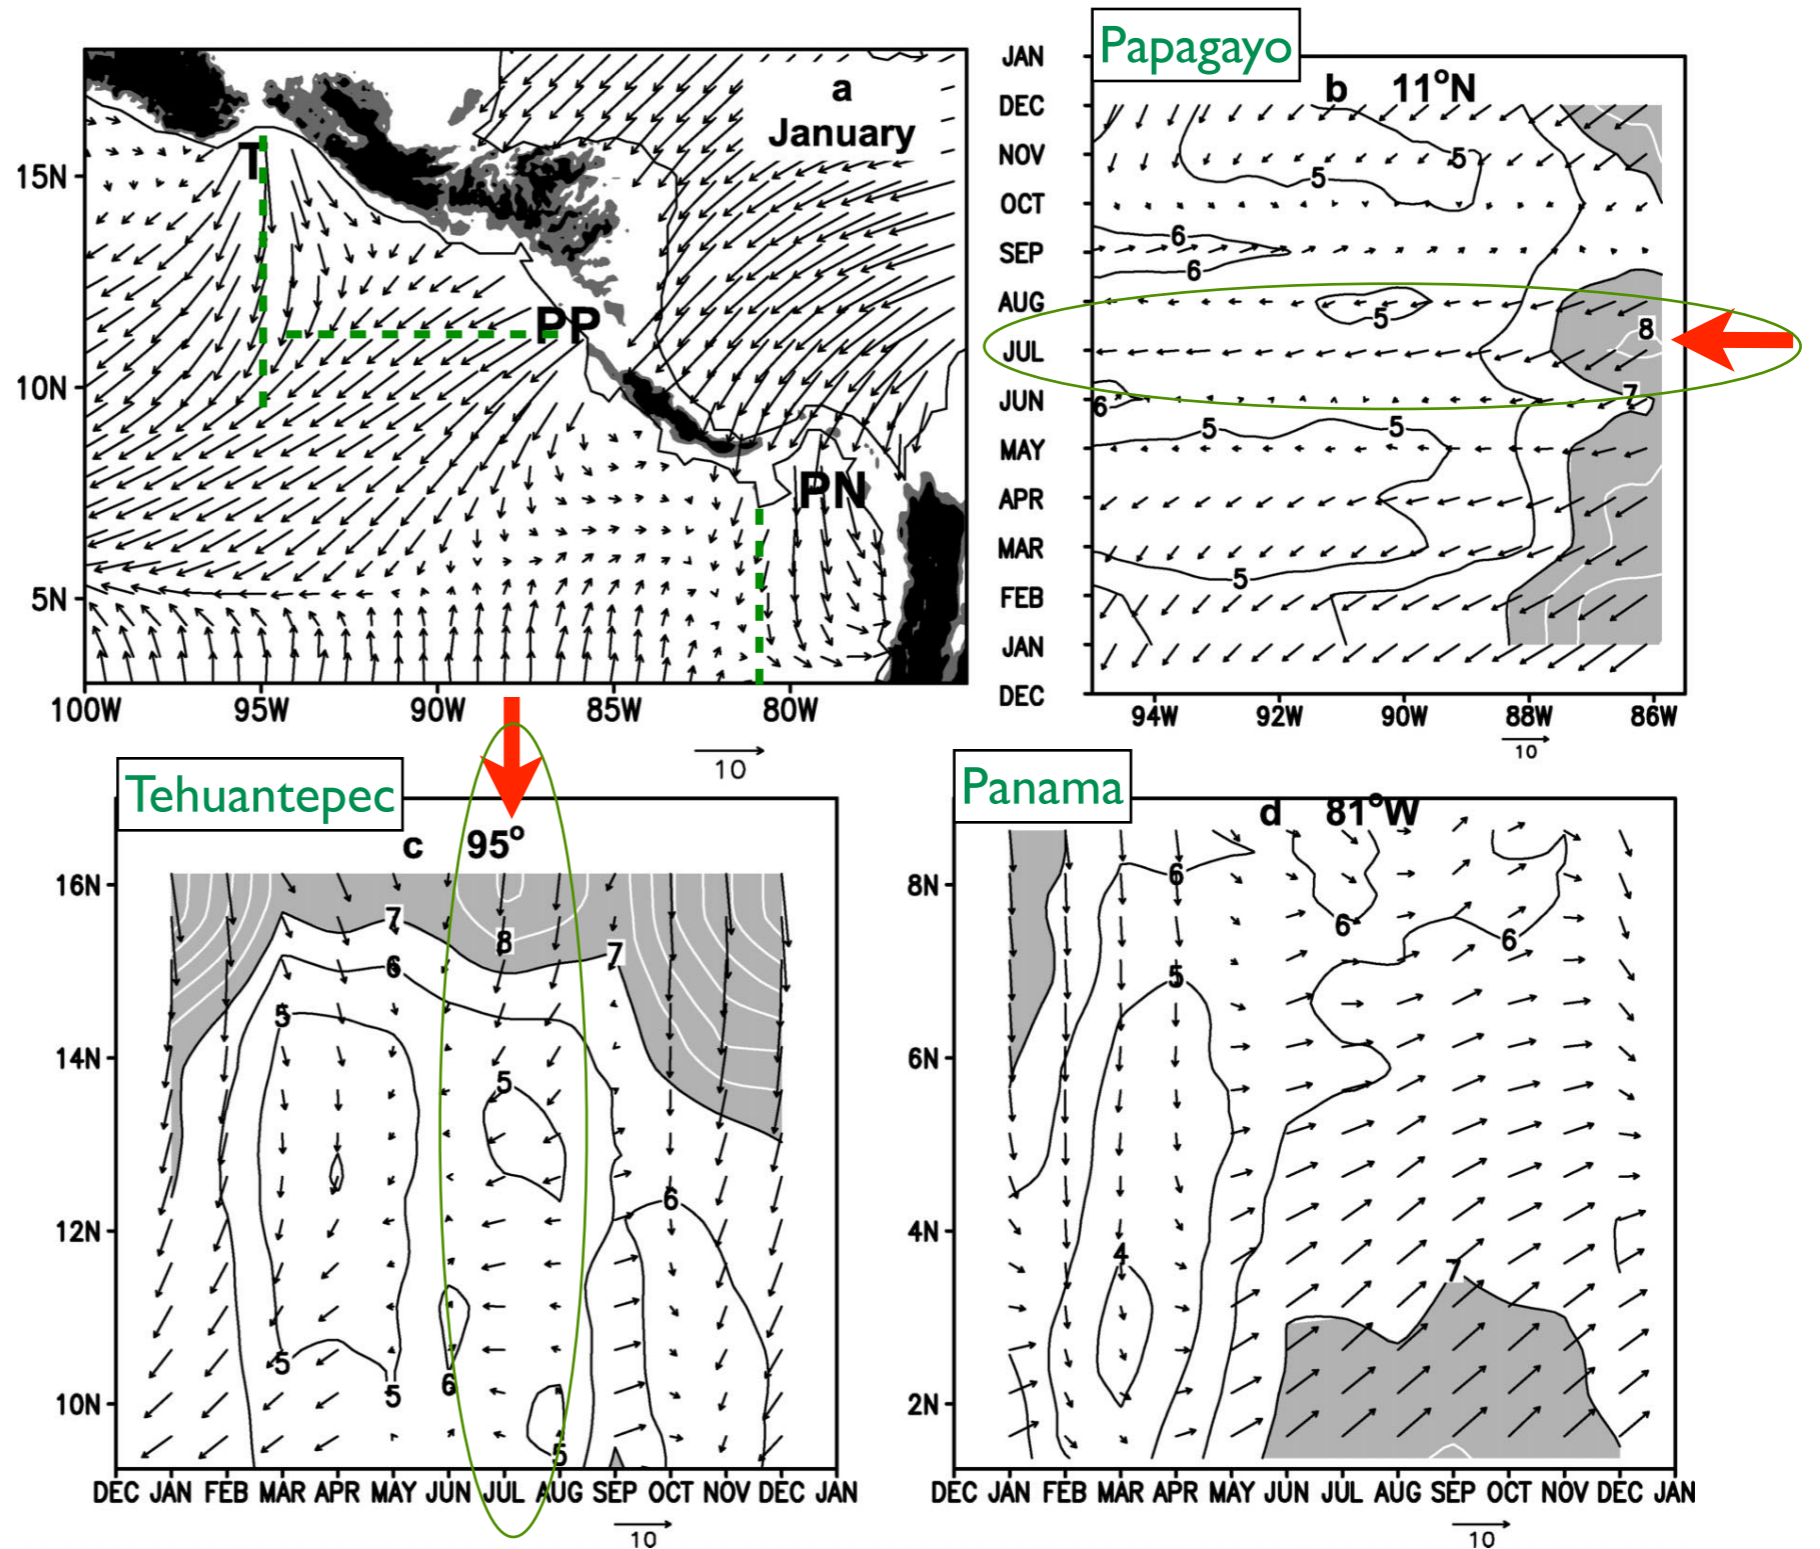 a
January
T
PP
PN
15N
10N
5N
100W 95W 90W 85W 80W
10
Papagayo
b 11°N
JAN
DEC
NOV
OCT
SEP
AUG
JUL
JUN
MAY
APR
MAR
FEB
JAN
DEC
5
5
6
6
5
8
7
6
5
5
5
94W 92W 90W 88W 86W
10
Tehuantepec
c 95°
16N
14N
12N
10N
7
8
7
6
5
5
6
5
5
6
5
DEC JAN FEB MAR APR MAY JUN JUL AUG SEP OCT NOV DEC JAN
10
Panama
d 81°W
8N
6N
4N
2N
6
6
6
5
4
7
DEC JAN FEB MAR APR MAY JUN JUL AUG SEP OCT NOV DEC JAN
10